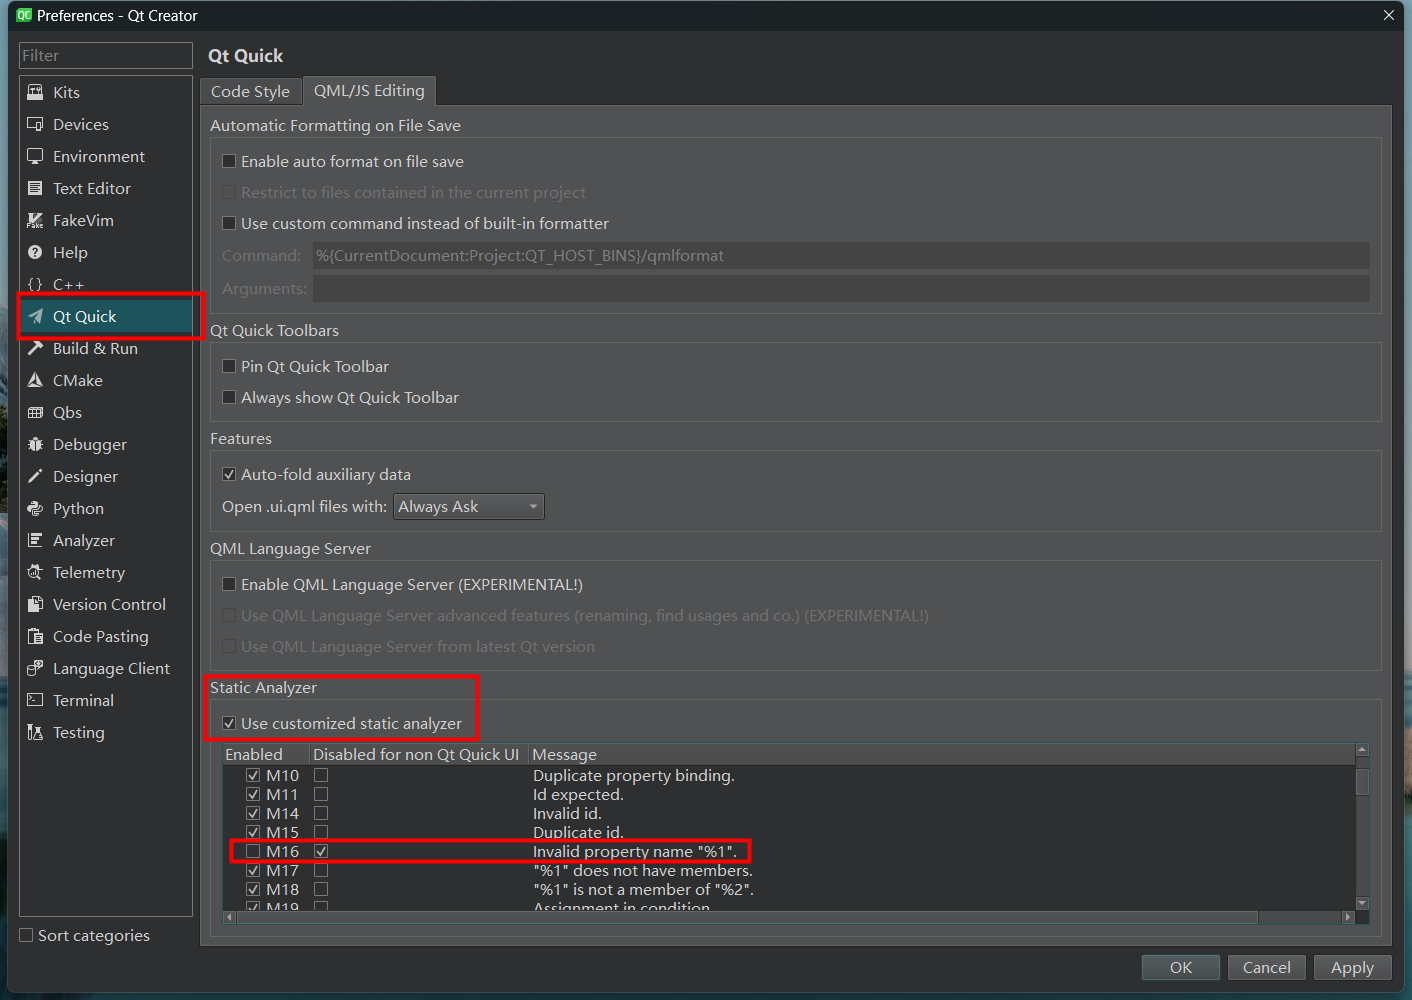 Preferences - Qt Creator
Filter
Kits
Devices
Environment
Text Editor
FakeVim
Help
C++
Qt Quick
Build & Run
CMake
Qbs
Debugger
Designer
Python
Analyzer
Telemetry
Version Control
Code Pasting
Language Client
Terminal
Testing
Sort categories
Qt Quick
Code Style QML/JS Editing
Automatic Formatting on File Save
Enable auto format on file save
Restrict to files contained in the current project
Use custom command instead of built-in formatter
Command: %{CurrentDocument:Project:QT_HOST_BINS}/qmlformat
Arguments:
Qt Quick Toolbars
Pin Qt Quick Toolbar
Always show Qt Quick Toolbar
Features
Auto-fold auxiliary data
Open .ui.qml files with: Always Ask
QML Language Server
Enable QML Language Server (EXPERIMENTAL!)
Use QML Language Server advanced features (renaming, find usages and co.) (EXPERIMENTAL!)
Use QML Language Server from latest Qt version
Static Analyzer
Use customized static analyzer
Enabled Disabled for non Qt Quick UI Message
M10 Duplicate property binding.
M11 Id expected.
M14 Invalid id.
M15 Duplicate id.
M16 Invalid property name "%1".
M17 "%1" does not have members.
M18 "%1" is not a member of "%2".
M19 Assignment in condition.
OK Cancel Apply